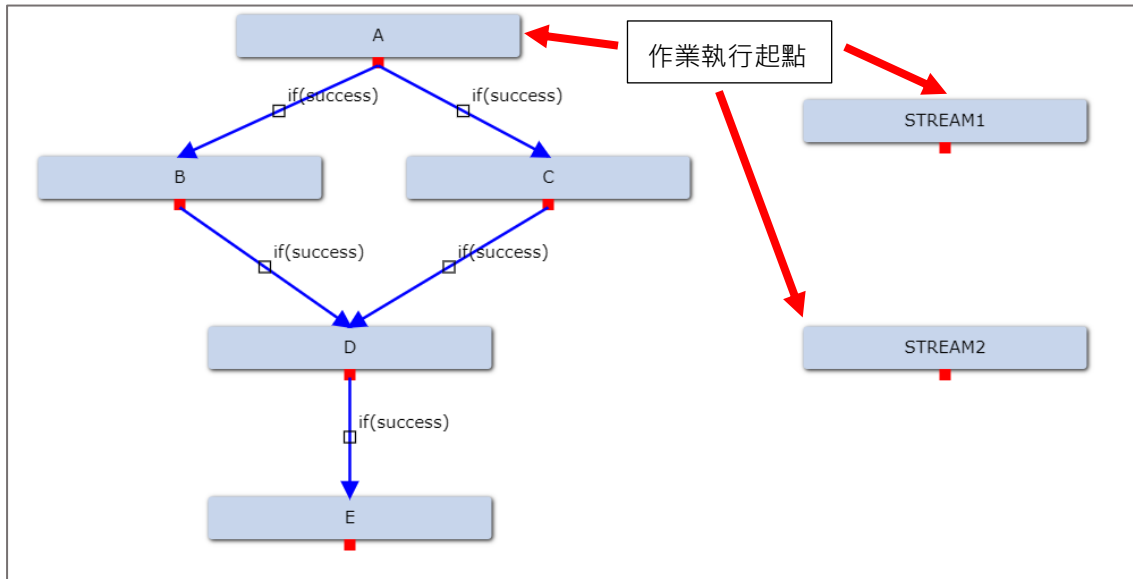 A
作業執行起點
if(success)
if(success)
STREAM1
B
C
if(success)
if(success)
D
STREAM2
if(success)
E